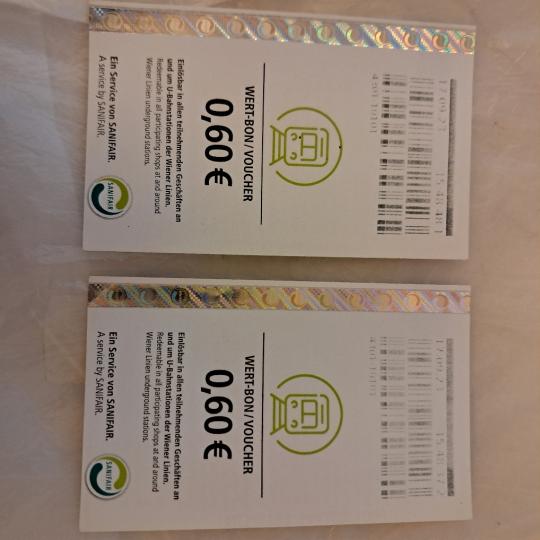 WERT-BON / VOUCHER
0,60 €
Einlösbar in allen teilnehmenden Geschäften an
und um U-Bahnstationen der Wiener Linien.
Redeemable in all participating shops at and around
Wiener Linien underground stations.
Ein Service von SANIFAIR.
A service by SANIFAIR.
SANIFAIR
WERT-BON / VOUCHER
0,60 €
Einlösbar in allen teilnehmenden Geschäften an
und um U-Bahnstationen der Wiener Linien.
Redeemable in all participating shops at and around
Wiener Linien underground stations.
Ein Service von SANIFAIR.
A service by SANIFAIR.
SANIFAIR